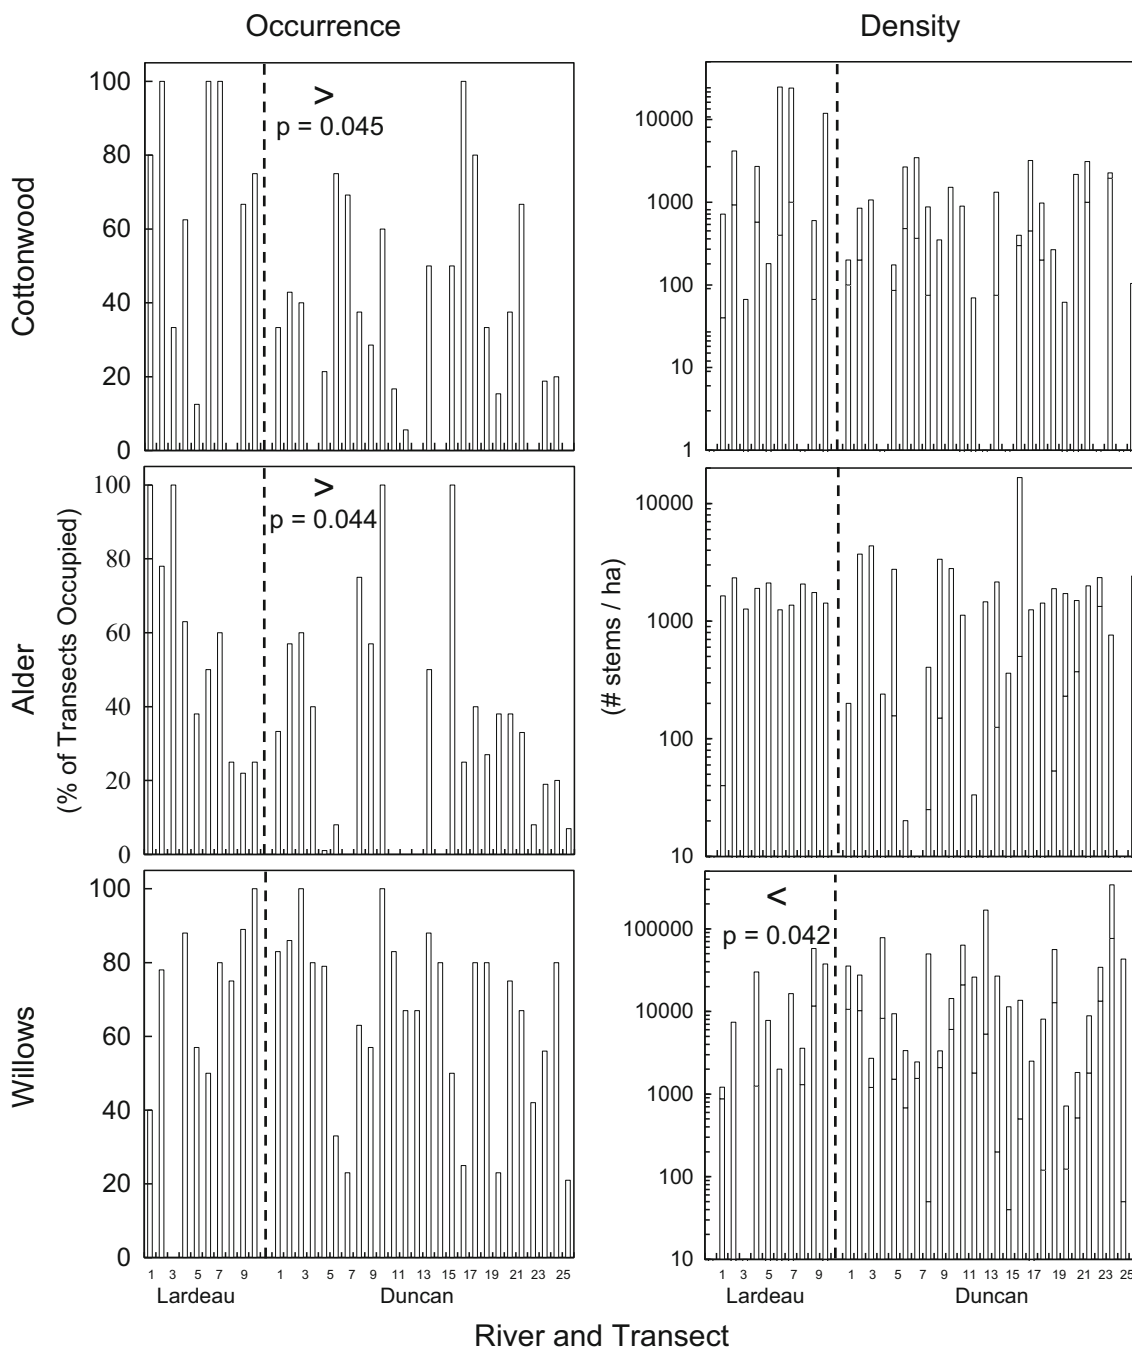 Occurrence
Density
Cottonwood
100
80
60
40
20
0
>
p = 0.045
10000
1000
100
10
1
Alder
(% of Transects Occupied)
100
80
60
40
20
0
>
p = 0.044
(# stems / ha)
10000
1000
100
10
Willows
100
80
60
40
20
0
1 3 5 7 9 1 3 5 7 9 11 13 15 17 19 21 23 25
Lardeau Duncan
<
p = 0.042
100000
10000
1000
100
10
1 3 5 7 9 1 3 5 7 9 11 13 15 17 19 21 23 25
Lardeau Duncan
River and Transect